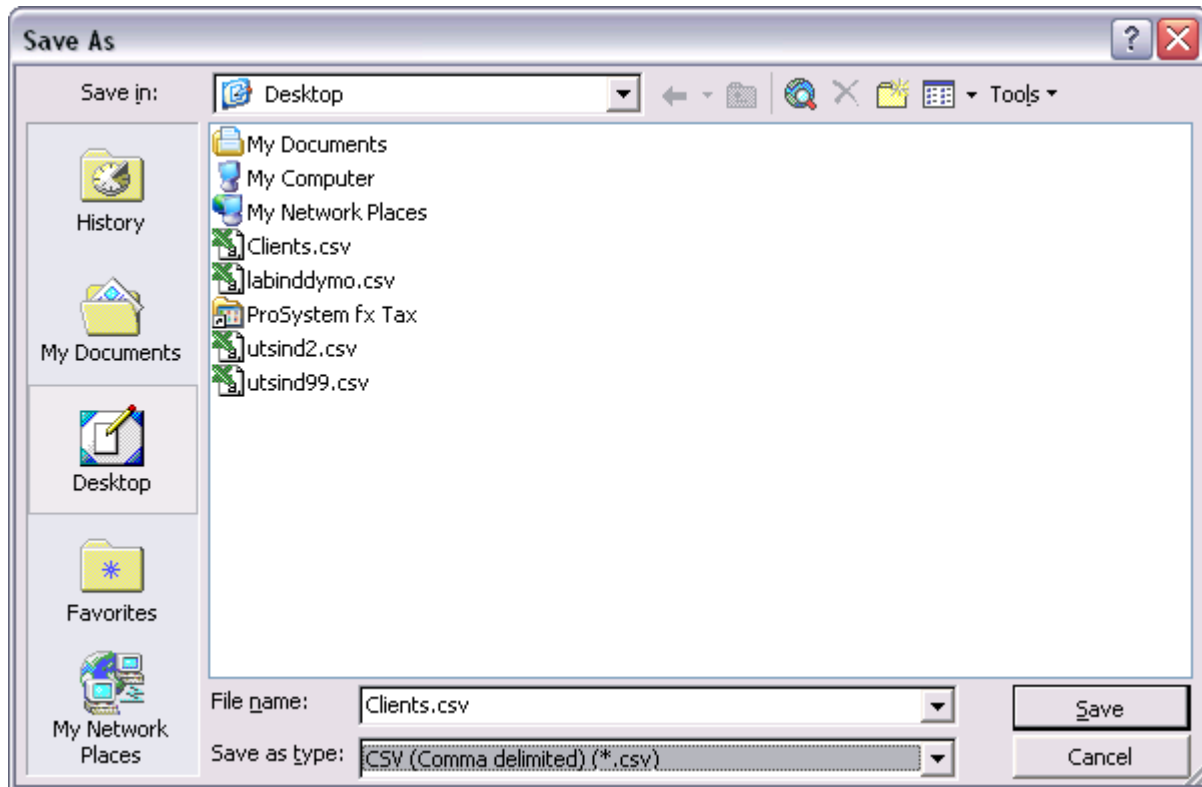 Save As
?
Save in:
Desktop
Tools
History
My Documents
Desktop
Favorites
My Network
Places
My Documents
My Computer
My Network Places
Clients.csv
labinddymo.csv
ProSystem fx Tax
utsind2.csv
utsind99.csv
File name:
Clients.csv
Save
Save as type:
CSV (Comma delimited) (*.csv)
Cancel